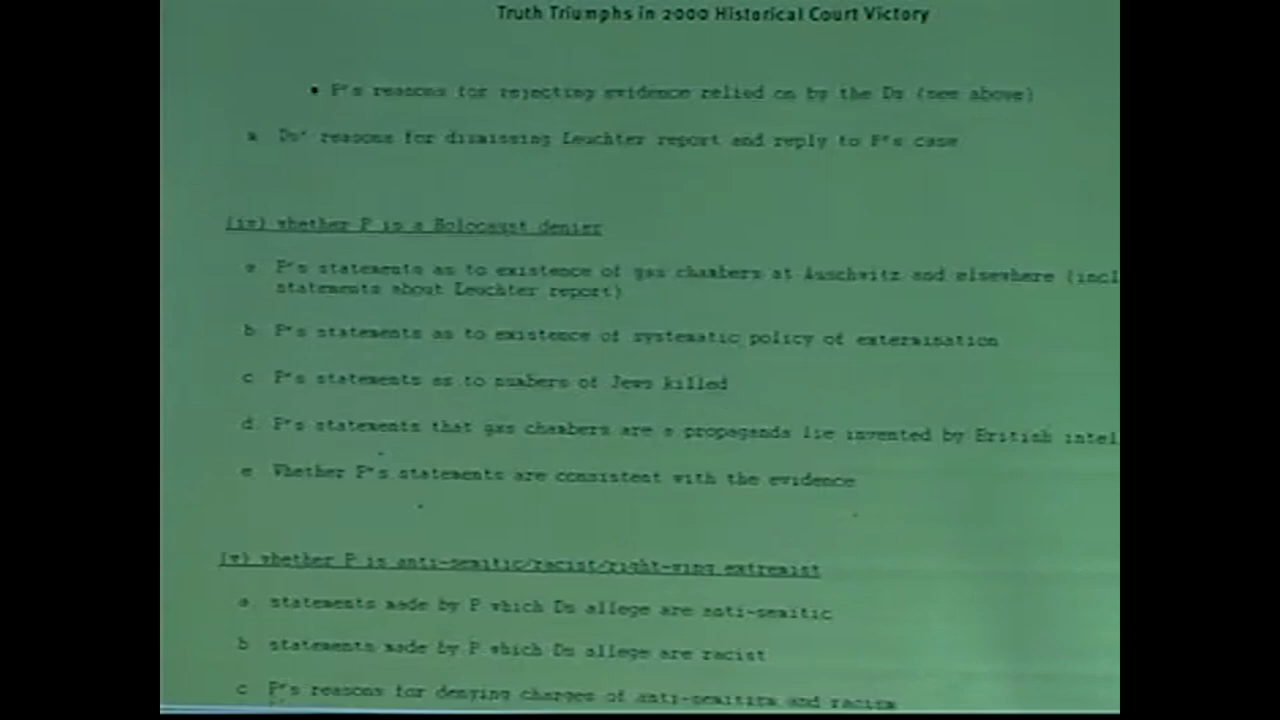 Truth Triumphs in 2000 Historical Court Victory
• P's reasons for rejecting evidence relied on by the Ds (see above)
a Ds' reasons for dismissing Leuchter report and reply to P's case
(iv) whether P is a Holocaust denier
a P's statements as to existence of gas chambers at Auschwitz and elsewhere (incl
statements about Leuchter report)
b P's statements as to existence of systematic policy of extermination
c P's statements as to numbers of Jews killed
d P's statements that gas chambers are a propaganda lie invented by British intel
e Whether P's statements are consistent with the evidence
(v) whether P is anti-semitic/racist/right-wing extremist
a statements made by P which Ds allege are anti-semitic
b statements made by P which Ds allege are racist
c P's reasons for denying charges of anti-semitism and racism